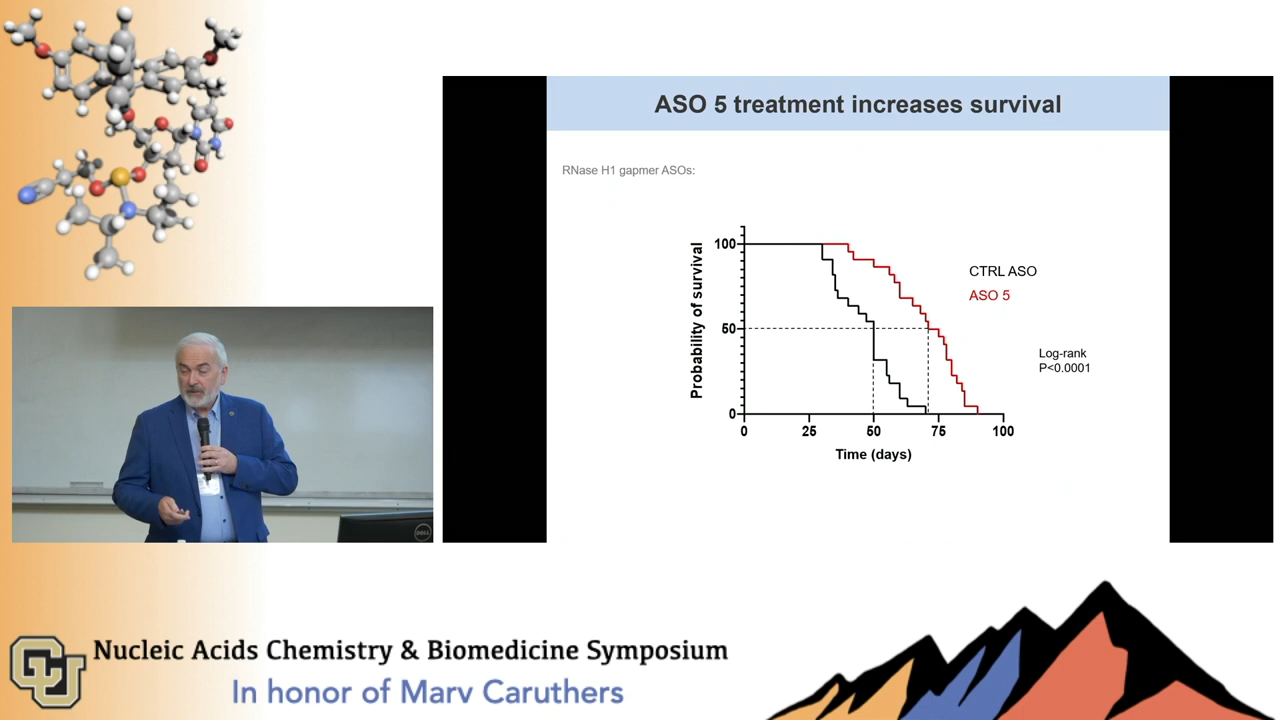 ASO 5 treatment increases survival
RNase H1 gapmer ASOs:
Probability of survival
100
50
0
0
25
50
75
100
Time (days)
CTRL ASO
ASO 5
Log-rank
P<0.0001
DELL
CU
Nucleic Acids Chemistry & Biomedicine Symposium
In honor of Marv Caruthers